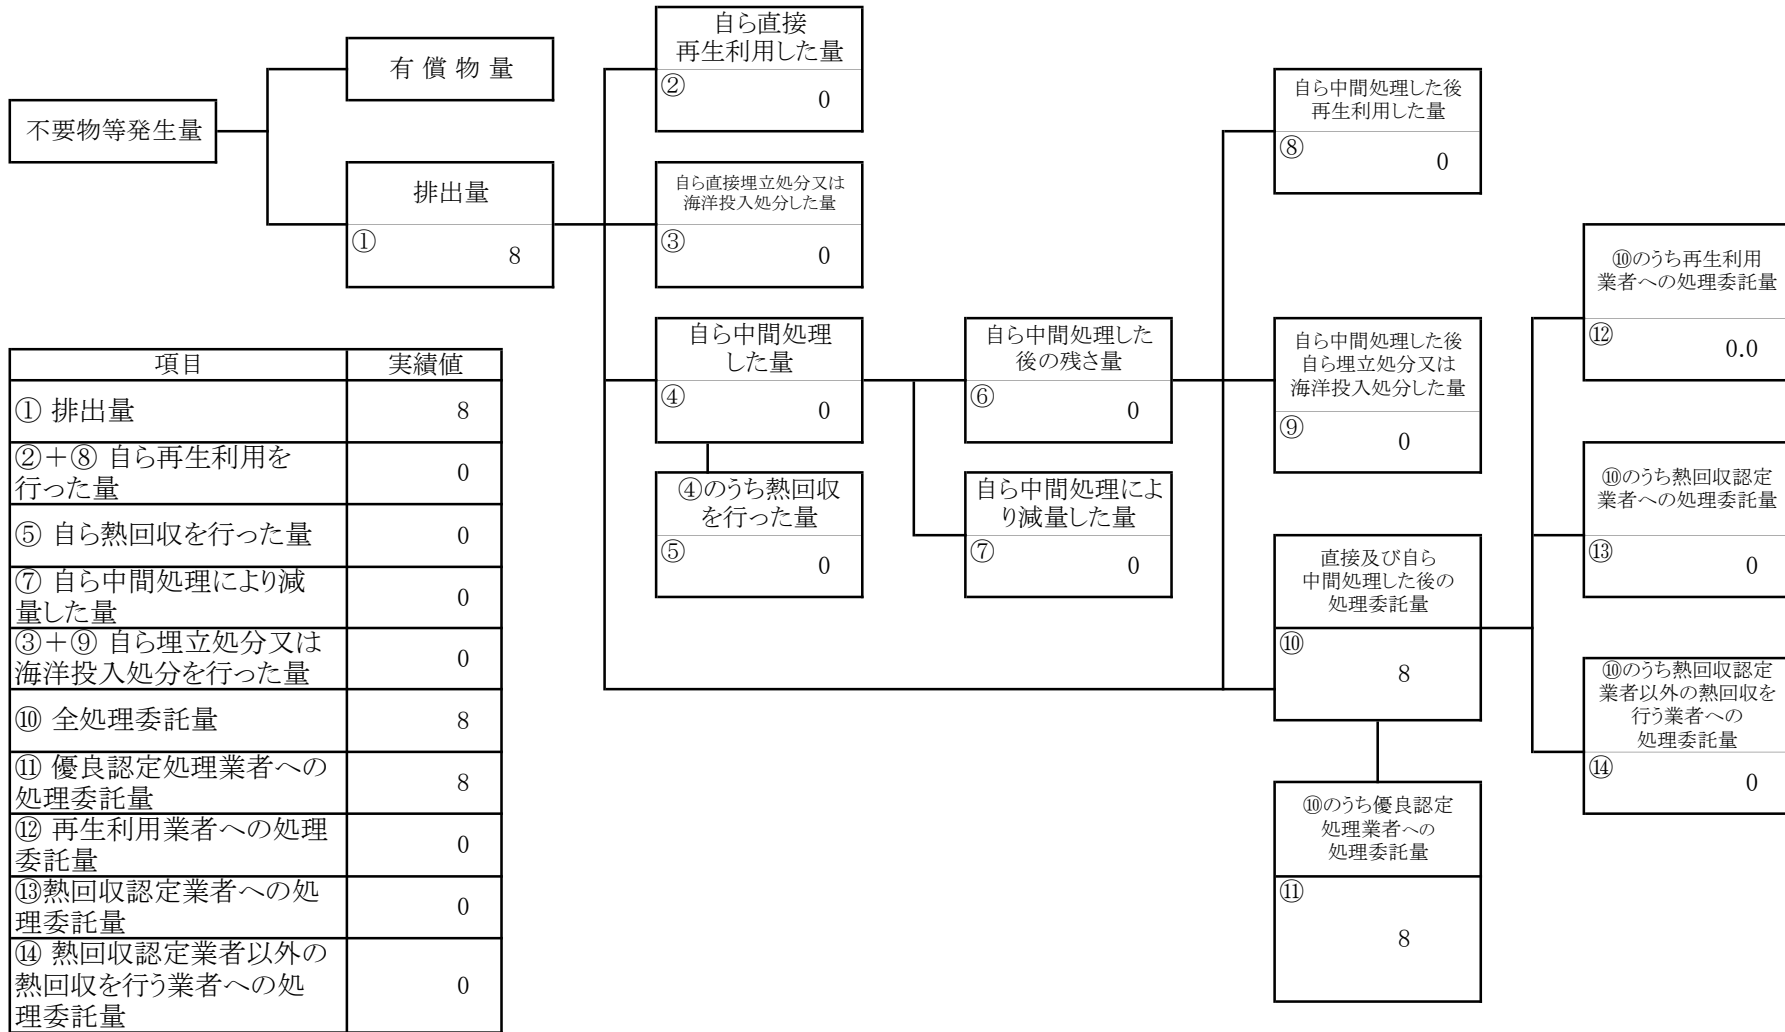 不要物等発生量
有 償 物 量
排出量
①
8
自ら直接
再生利用した量
②
0
自ら直接埋立処分又は
海洋投入処分した量
③
0
自ら中間処理
した量
④
0
④のうち熱回収
を行った量
⑤
0
自ら中間処理した
後の残さ量
⑥
0
自ら中間処理によ
り減量した量
⑦
0
自ら中間処理した後
再生利用した量
⑧
0
自ら中間処理した後
自ら埋立処分又は
海洋投入処分した量
⑨
0
直接及び自ら
中間処理した後の
処理委託量
⑩
8
⑩のうち優良認定
処理業者への
処理委託量
⑪
8
⑩のうち再生利用
業者への処理委託量
⑫
0.0
⑩のうち熱回収認定
業者への処理委託量
⑬
0
⑩のうち熱回収認定
業者以外の熱回収を
行う業者への
処理委託量
⑭
0
項目 実績値
① 排出量 8
②＋⑧ 自ら再生利用を
行った量 0
⑤ 自ら熱回収を行った量 0
⑦ 自ら中間処理により減
量した量 0
③＋⑨ 自ら埋立処分又は
海洋投入処分を行った量 0
⑩ 全処理委託量 8
⑪ 優良認定処理業者への
処理委託量 8
⑫ 再生利用業者への処理
委託量 0
⑬熱回収認定業者への処
理委託量 0
⑭ 熱回収認定業者以外の
熱回収を行う業者への処
理委託量 0